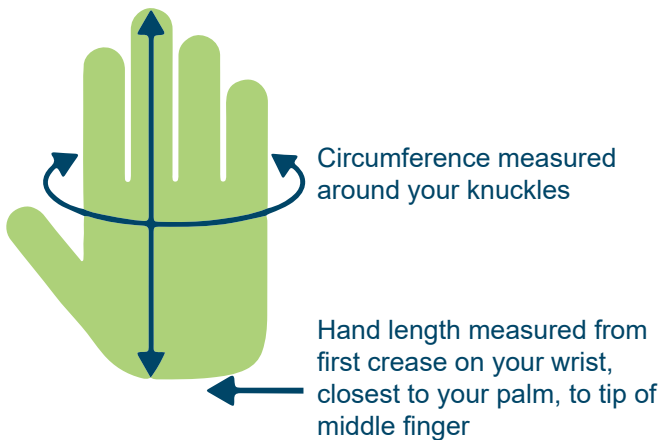 Circumference measured
around your knuckles
Hand length measured from
first crease on your wrist,
closest to your palm, to tip of
middle finger